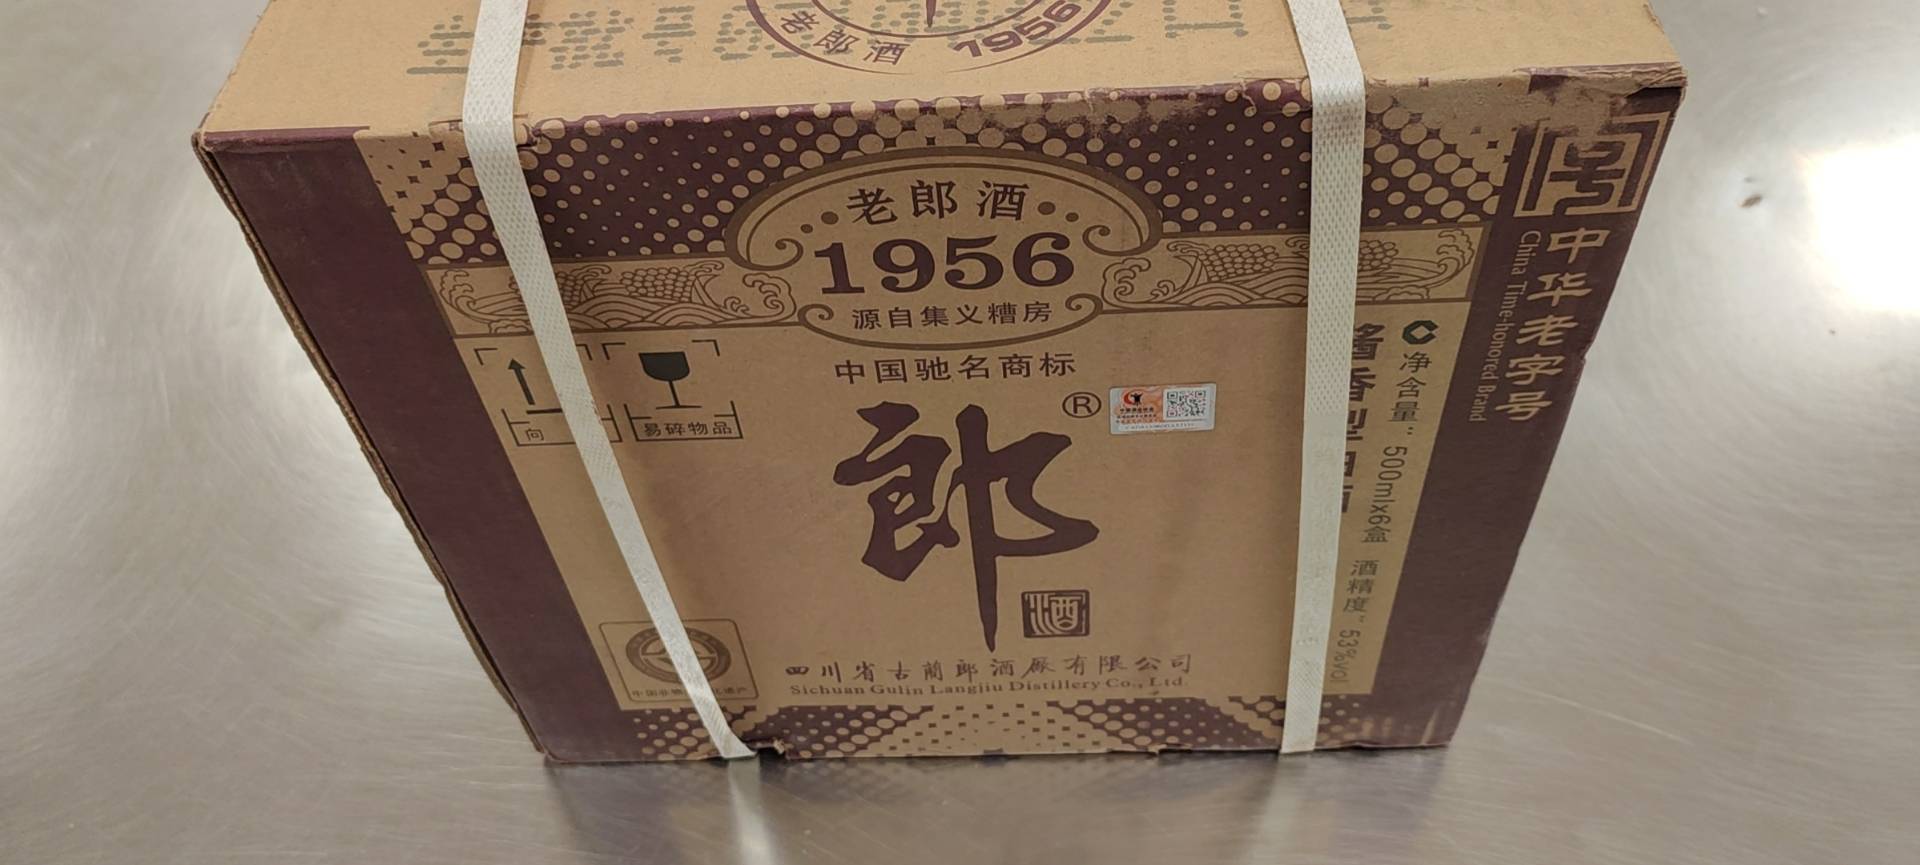 老郎酒 1956
老郎酒
1956
源自集义糟房
中国驰名商标
®
郎
酒
向
易碎物品
四川省古蔺郎酒厂有限公司
Sichuan Gulin Langjiu Distillery Co., Ltd.
净含量：500ml×6盒 酒精度：53%vol
中华老字号
China Time-honored Brand